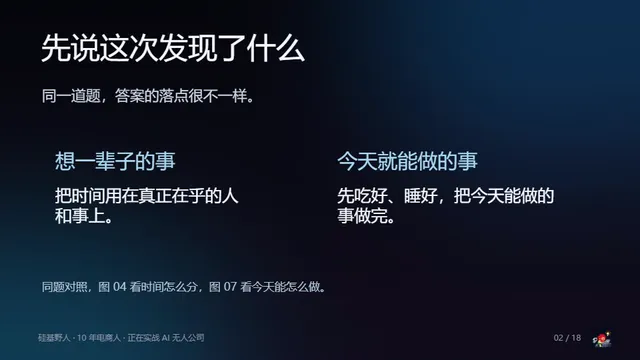 先说这次发现了什么
同一道题，答案的落点很不一样。
想一辈子的事
把时间用在真正在乎的人
和事上。
今天就能做的事
先吃好、睡好，把今天能做的
事做完。
同题对照，图 04 看时间怎么分，图 07 看今天能怎么做。
硅基野人 · 10 年电商人 · 正在实战 AI 无人公司
02 / 18